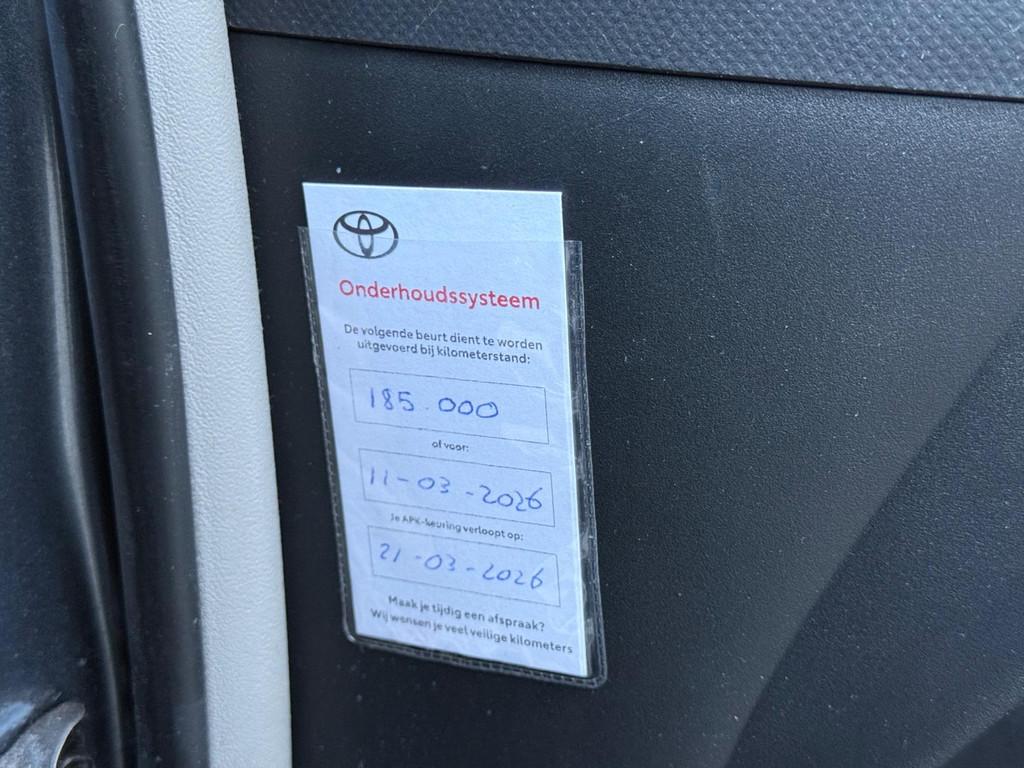 Onderhoudssysteem
De volgende beurt dient te worden
uitgevoerd bij kilometerstand:
185.000
of voor:
11-03-2026
Je APK-keuring verloopt op:
21-03-2026
Maak je tijdig een afspraak?
Wij wensen je veel veilige kilometers